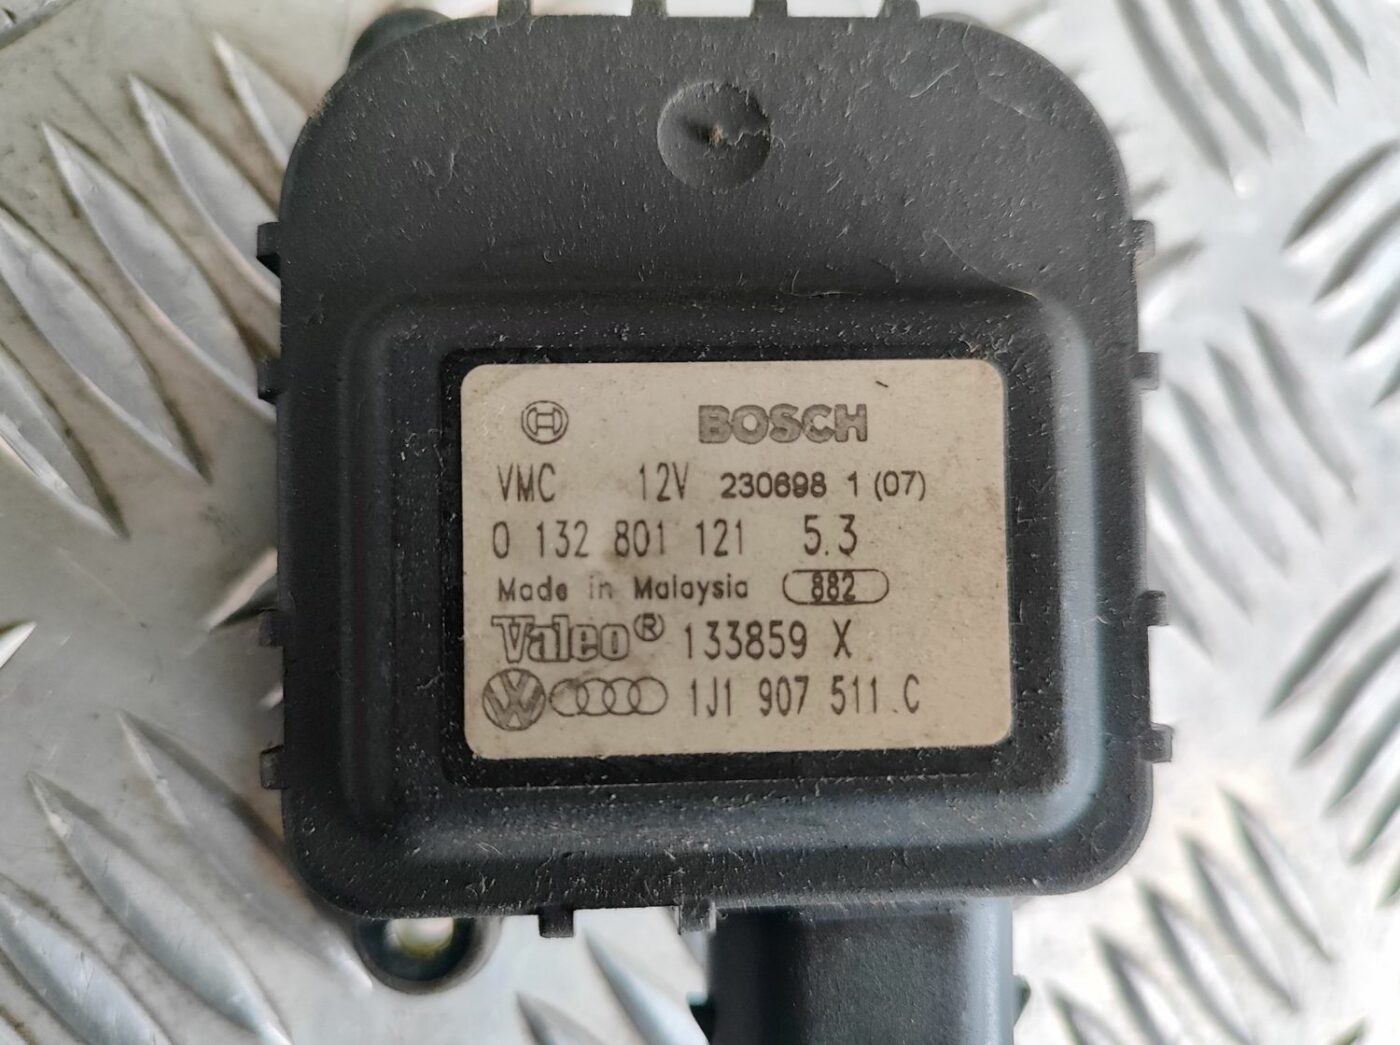 BOSCH
VMC 12V 230698 1 (07)
0 132 801 121 5.3
Made in Malaysia 882
Valeo® 133859 X
1J1 907 511 C